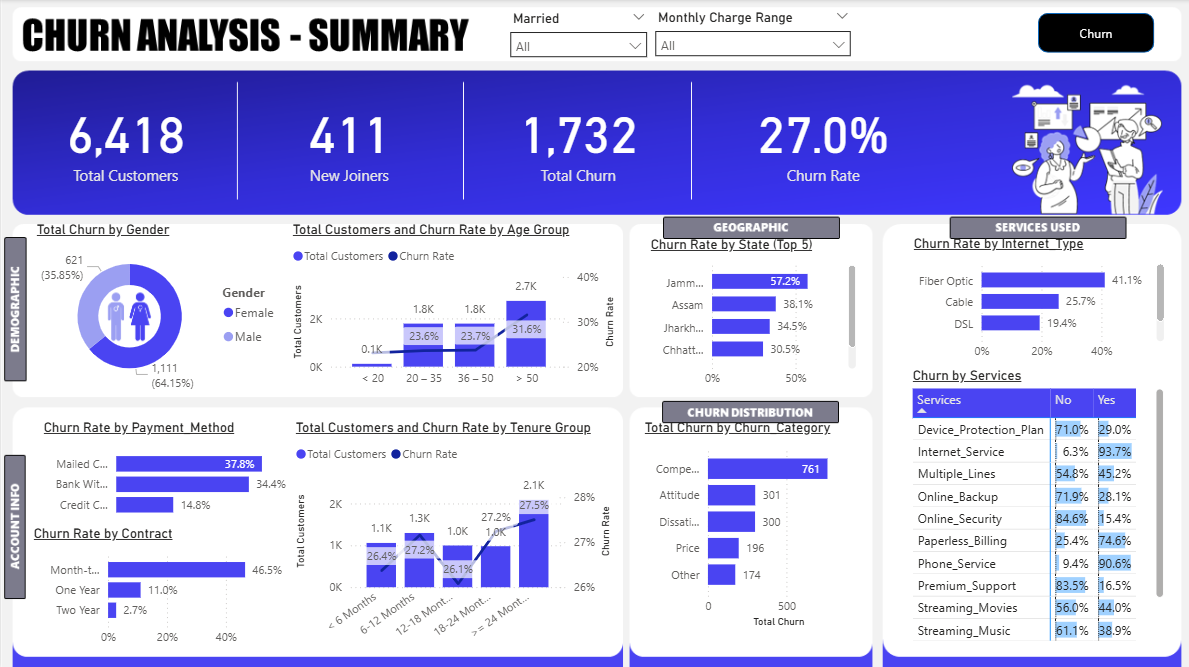 CHURN ANALYSIS - SUMMARY
Married
All
Monthly Charge Range
All
Churn
6,418
Total Customers
411
New Joiners
1,732
Total Churn
27.0%
Churn Rate
DEMOGRAPHIC
Total Churn by Gender
621
(35.85%)
1,111
(64.15%)
Gender
Female
Male
Total Customers and Churn Rate by Age Group
Total Customers Churn Rate
Total Customers
2K
0K
0.1K
1.8K
1.8K
2.7K
23.6%
23.7%
31.6%
40%
30%
20%
Churn Rate
< 20
20 – 35
36 – 50
> 50
GEOGRAPHIC
Churn Rate by State (Top 5)
Jamm... 57.2%
Assam 38.1%
Jharkh... 34.5%
Chhatt... 30.5%
0% 50%
SERVICES USED
Churn Rate by Internet_Type
Fiber Optic 41.1%
Cable 25.7%
DSL 19.4%
0% 20% 40%
Churn by Services
Services No Yes
Device_Protection_Plan 71.0% 29.0%
Internet_Service 6.3% 93.7%
Multiple_Lines 54.8% 45.2%
Online_Backup 71.9% 28.1%
Online_Security 84.6% 15.4%
Paperless_Billing 25.4% 74.6%
Phone_Service 9.4% 90.6%
Premium_Support 83.5% 16.5%
Streaming_Movies 56.0% 44.0%
Streaming_Music 61.1% 38.9%
ACCOUNT INFO
Churn Rate by Payment_Method
Mailed C... 37.8%
Bank Wit... 34.4%
Credit C... 14.8%
Churn Rate by Contract
Month-t... 46.5%
One Year 11.0%
Two Year 2.7%
0% 20% 40%
Total Customers and Churn Rate by Tenure Group
Total Customers Churn Rate
Total Customers
2K
1K
0K
1.1K
1.3K
1.0K
1.0K
2.1K
26.4%
27.2%
26.1%
27.2%
27.5%
28%
27%
26%
Churn Rate
< 6 Months
6-12 Months
12-18 Mont...
18-24 Mont...
>= 24 Mont...
CHURN DISTRIBUTION
Total Churn by Churn_Category
Compe... 761
Attitude 301
Dissati... 300
Price 196
Other 174
0 500
Total Churn